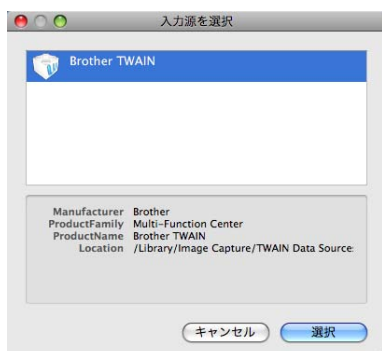 入力源を選択
Brother TWAIN
Manufacturer Brother
ProductFamily Multi-Function Center
ProductName Brother TWAIN
Location /Library/Image Capture/TWAIN Data Source:
キャンセル 選択